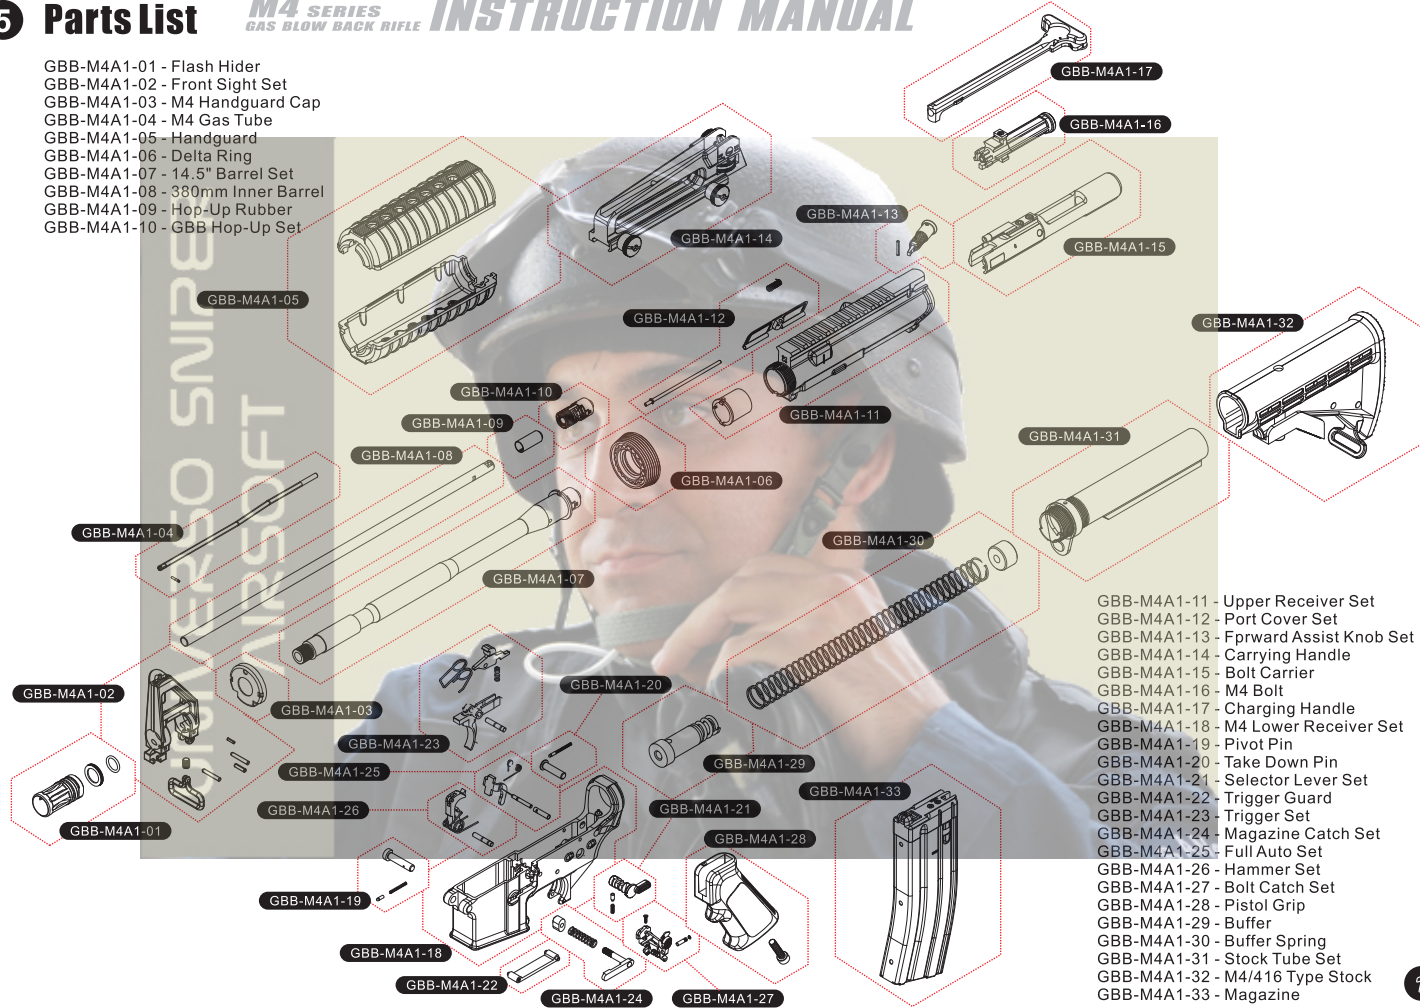 5 Parts List
M4 SERIES
GAS BLOW BACK RIFLE
INSTRUCTION MANUAL
GBB-M4A1-01 - Flash Hider
GBB-M4A1-02 - Front Sight Set
GBB-M4A1-03 - M4 Handguard Cap
GBB-M4A1-04 - M4 Gas Tube
GBB-M4A1-05 - Handguard
GBB-M4A1-06 - Delta Ring
GBB-M4A1-07 - 14.5" Barrel Set
GBB-M4A1-08 - 380mm Inner Barrel
GBB-M4A1-09 - Hop-Up Rubber
GBB-M4A1-10 - GBB Hop-Up Set
GBB-M4A1-17
GBB-M4A1-16
GBB-M4A1-13
GBB-M4A1-14
GBB-M4A1-15
GBB-M4A1-05
GBB-M4A1-12
GBB-M4A1-32
GBB-M4A1-10
GBB-M4A1-11
GBB-M4A1-09
GBB-M4A1-31
GBB-M4A1-08
GBB-M4A1-06
GBB-M4A1-04
GBB-M4A1-30
GBB-M4A1-07
GBB-M4A1-20
GBB-M4A1-02
GBB-M4A1-03
GBB-M4A1-23
GBB-M4A1-29
GBB-M4A1-25
GBB-M4A1-33
GBB-M4A1-26
GBB-M4A1-21
GBB-M4A1-01
GBB-M4A1-28
GBB-M4A1-19
GBB-M4A1-18
GBB-M4A1-22
GBB-M4A1-24
GBB-M4A1-27
UNIVERSO SNIPER
AIRSOFT
GBB-M4A1-11 - Upper Receiver Set
GBB-M4A1-12 - Port Cover Set
GBB-M4A1-13 - Fprward Assist Knob Set
GBB-M4A1-14 - Carrying Handle
GBB-M4A1-15 - Bolt Carrier
GBB-M4A1-16 - M4 Bolt
GBB-M4A1-17 - Charging Handle
GBB-M4A1-18 - M4 Lower Receiver Set
GBB-M4A1-19 - Pivot Pin
GBB-M4A1-20 - Take Down Pin
GBB-M4A1-21 - Selector Lever Set
GBB-M4A1-22 - Trigger Guard
GBB-M4A1-23 - Trigger Set
GBB-M4A1-24 - Magazine Catch Set
GBB-M4A1-25 - Full Auto Set
GBB-M4A1-26 - Hammer Set
GBB-M4A1-27 - Bolt Catch Set
GBB-M4A1-28 - Pistol Grip
GBB-M4A1-29 - Buffer
GBB-M4A1-30 - Buffer Spring
GBB-M4A1-31 - Stock Tube Set
GBB-M4A1-32 - M4/416 Type Stock
GBB-M4A1-33 - Magazine